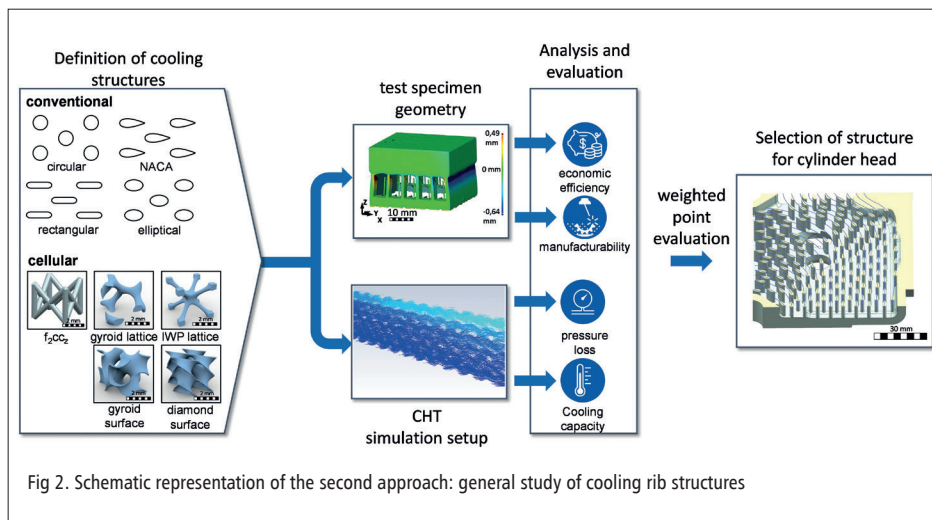 Definition of cooling
structures
conventional
circular
NACA
rectangular
elliptical
cellular
2 mm
f₂cc_z
2 mm
gyroid lattice
2 mm
IWP lattice
2 mm
gyroid
surface
2 mm
diamond
surface
test specimen
geometry
0,49
mm
0 mm
-0,64
mm
Z
Y
X
10 mm
CHT
simulation setup
Analysis and
evaluation
$
economic
efficiency
manufacturability
pressure
loss
Cooling
capacity
weighted
point
evaluation
Selection of structure
for cylinder head
30 mm
Fig 2. Schematic representation of the second approach: general study of cooling rib structures